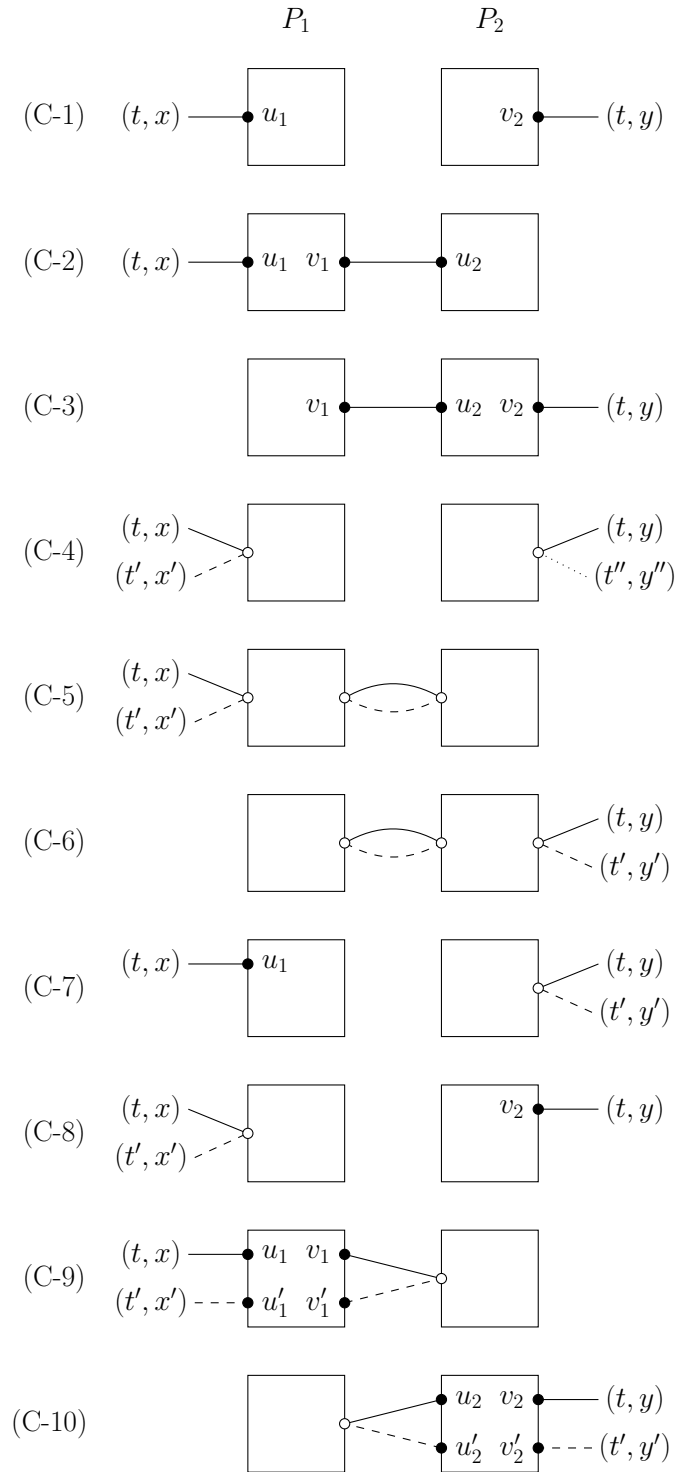 P₁ P₂
(C-1) (t, x) u₁ v₂ (t, y)
(C-2) (t, x) u₁ v₁ u₂
(C-3) v₁ u₂ v₂ (t, y)
(t, x) (t, y)
(C-4)
(t′, x′) (t″, y″)
(t, x)
(C-5)
(t′, x′)
(t, y)
(C-6)
(t′, y′)
(t, x) u₁ (t, y)
(C-7)
(t′, y′)
(t, x) v₂ (t, y)
(C-8)
(t′, x′)
(t, x) u₁ v₁
(C-9)
(t′, x′) u′₁ v′₁
u₂ v₂ (t, y)
(C-10)
u′₂ v′₂ (t′, y′)